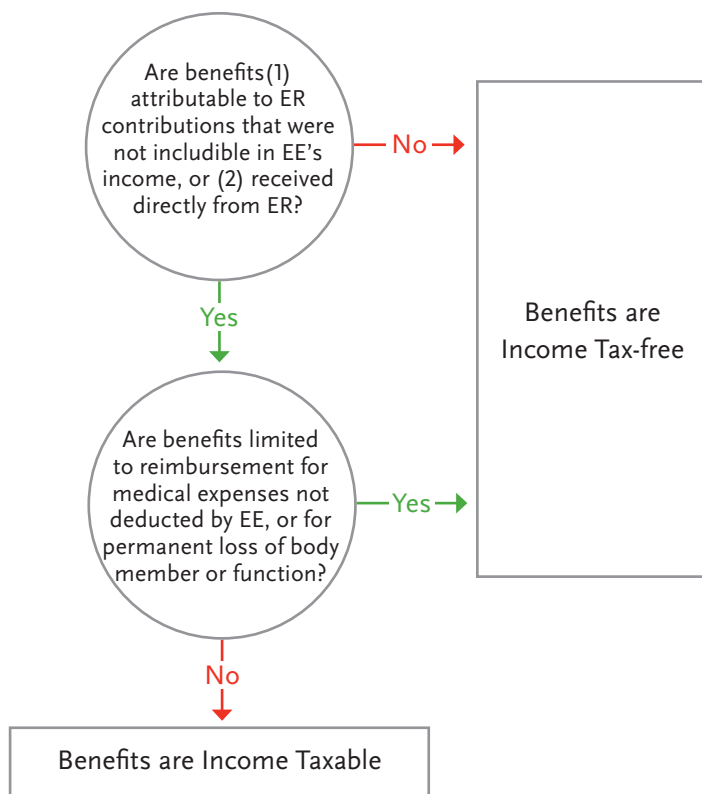 Are benefits(1)
attributable to ER
contributions that were
not includible in EE’s
income, or (2) received
directly from ER?
No
Yes
Benefits are
Income Tax-free
Are benefits limited
to reimbursement for
medical expenses not
deducted by EE, or for
permanent loss of body
member or function?
Yes
No
Benefits are Income Taxable